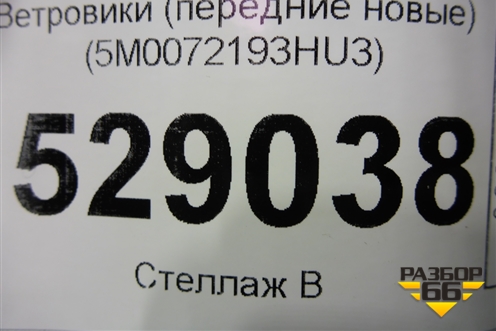 Ветровики (передние новые)
(5M0072193HU3)
529038
Стеллаж В
РАЗБОР
66